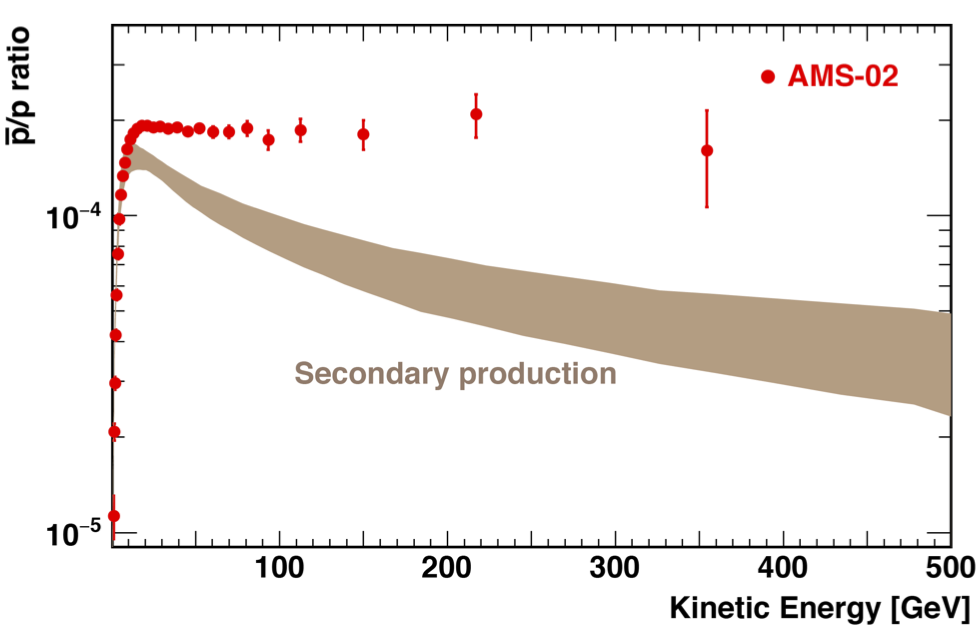 p̅/p ratio
AMS-02
10⁻⁴
Secondary production
10⁻⁵
100 200 300 400 500
Kinetic Energy [GeV]